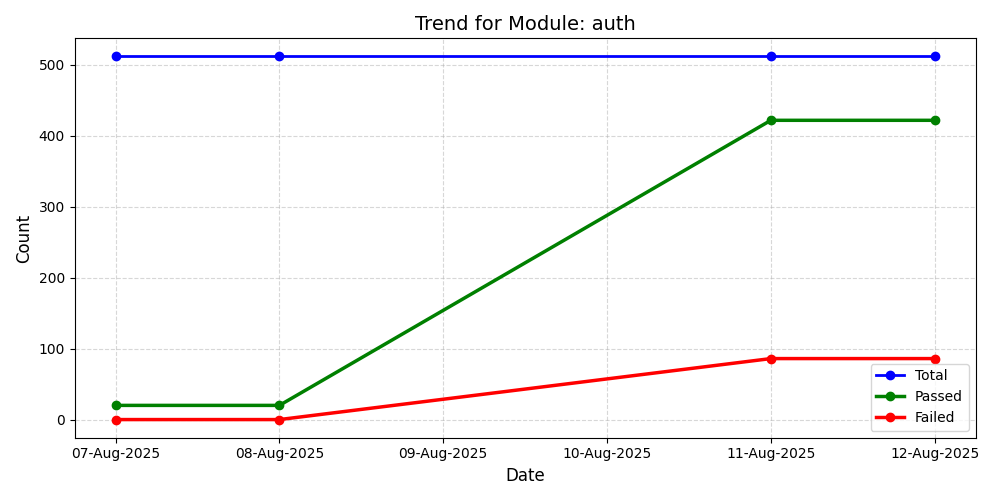 Trend for Module: auth
Count
500
400
300
200
100
0
07-Aug-2025 08-Aug-2025 09-Aug-2025 10-Aug-2025 11-Aug-2025 12-Aug-2025
Date
Total
Passed
Failed